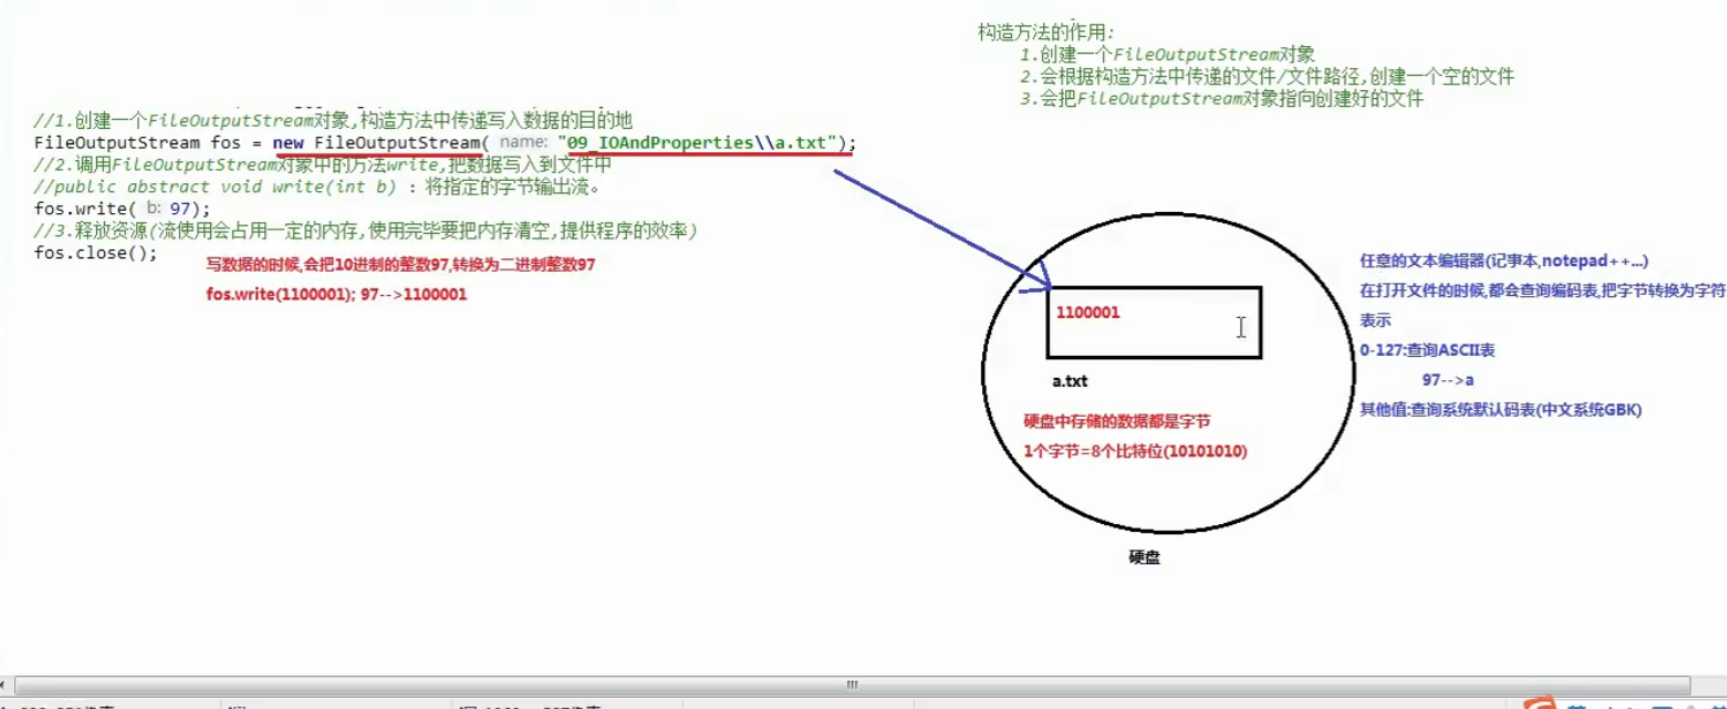 构造方法的作用:
1.创建一个FileOutputStream对象
2.会根据构造方法中传递的文件/文件路径,创建一个空的文件
3.会把FileOutputStream对象指向创建好的文件
//1.创建一个FileOutputStream对象,构造方法中传递写入数据的目的地
FileOutputStream fos = new FileOutputStream( name: "09_IOAndProperties\\a.txt");
//2.调用FileOutputStream对象中的方法write,把数据写入到文件中
//public abstract void write(int b) : 将指定的字节输出流。
fos.write( b: 97);
//3.释放资源(流使用会占用一定的内存,使用完毕要把内存清空,提供程序的效率)
fos.close();
写数据的时候,会把10进制的整数97,转换为二进制整数97
fos.write(1100001); 97-->1100001
1100001
a.txt
硬盘中存储的数据都是字节
1个字节=8个比特位(10101010)
硬盘
任意的文本编辑器(记事本,notepad++...)
在打开文件的时候,都会查询编码表,把字节转换为字符
表示
0-127:查询ASCII表
97-->a
其他值:查询系统默认码表(中文系统GBK)